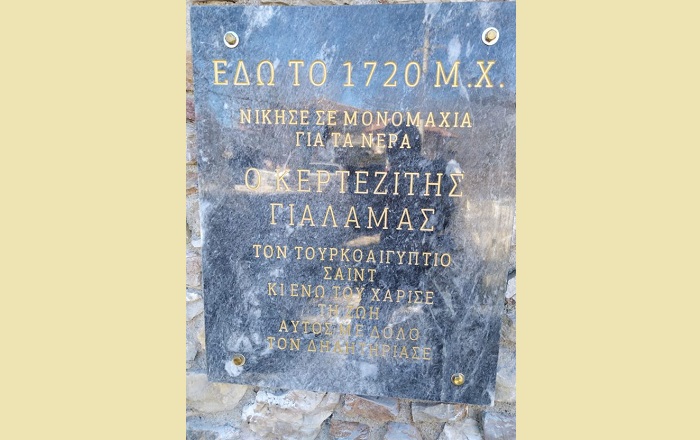 ΕΔΩ ΤΟ 1720 Μ.Χ.
ΝΙΚΗΣΕ ΣΕ ΜΟΝΟΜΑΧΙΑ
ΓΙΑ ΤΑ ΝΕΡΑ
Ο ΚΕΡΤΕΖΙΤΗΣ
ΓΙΑΛΑΜΑΣ
ΤΟΝ ΤΟΥΡΚΟΑΙΓΥΠΤΙΟ
ΣΑΙΝΤ
ΚΙ ΕΝΩ ΤΟΥ ΧΑΡΙΣΕ
ΤΗ ΖΩΗ
ΑΥΤΟΣ ΜΕ ΔΟΛΟ
ΤΟΝ ΔΗΛΗΤΗΡΙΑΣΕ